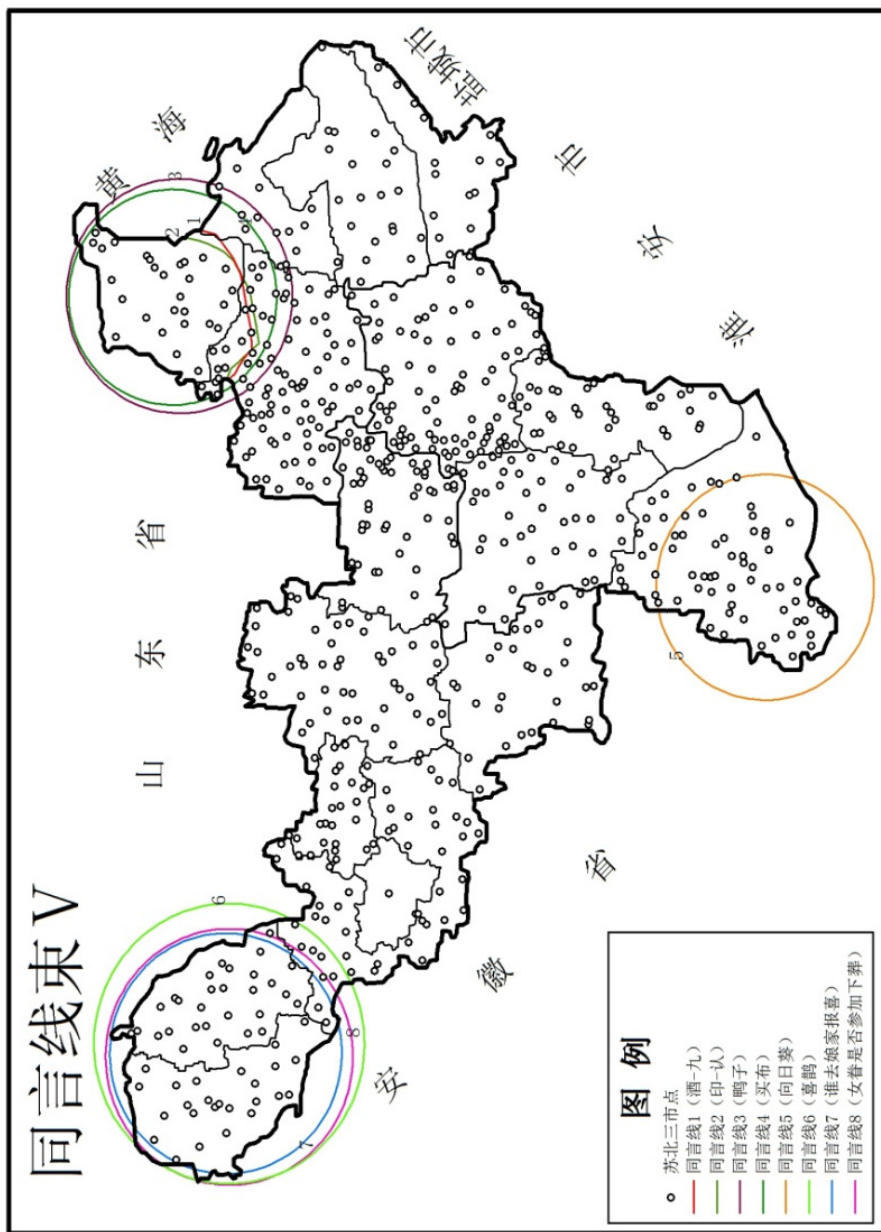 同言线束 V
山东省
黄海
盐城市
淮安市
安徽省
1
2
3
4
5
6
7
8
图例
苏北三市点
同言线1（酒-九）
同言线2（印-认）
同言线3（鸭子）
同言线4（买布）
同言线5（向日葵）
同言线6（喜鹊）
同言线7（谁去娘家报喜）
同言线8（女眷是否参加下葬）